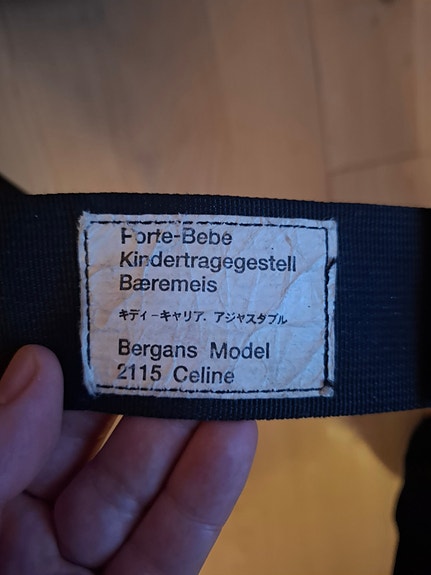 Porte-Bebe
Kindertragegestell
Bæremeis
キディーキャリア. アジャスタブル
Bergans Model
2115 Celine